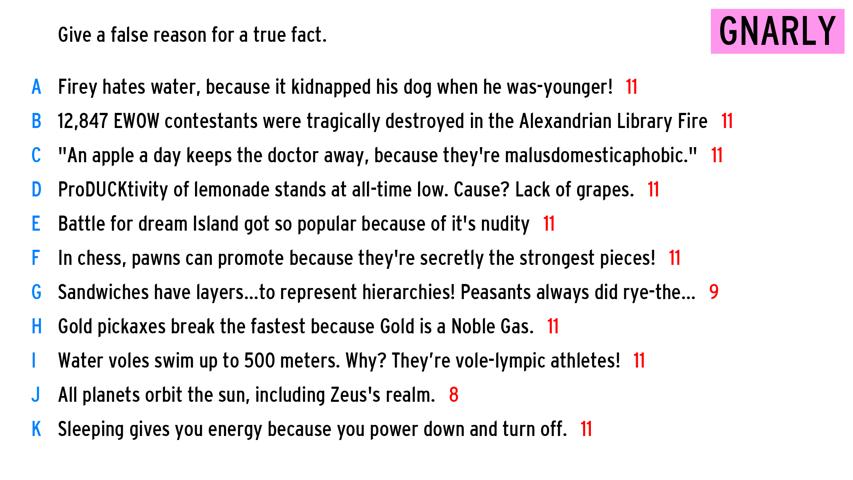 Give a false reason for a true fact.
GNARLY
A Firey hates water, because it kidnapped his dog when he was-younger! 11
B 12,847 EWOW contestants were tragically destroyed in the Alexandrian Library Fire 11
C "An apple a day keeps the doctor away, because they're malusdomesticaphobic." 11
D ProDUCKtivity of lemonade stands at all-time low. Cause? Lack of grapes. 11
E Battle for dream Island got so popular because of it's nudity 11
F In chess, pawns can promote because they're secretly the strongest pieces! 11
G Sandwiches have layers...to represent hierarchies! Peasants always did rye-the... 9
H Gold pickaxes break the fastest because Gold is a Noble Gas. 11
I Water voles swim up to 500 meters. Why? They’re vole-lympic athletes! 11
J All planets orbit the sun, including Zeus's realm. 8
K Sleeping gives you energy because you power down and turn off. 11